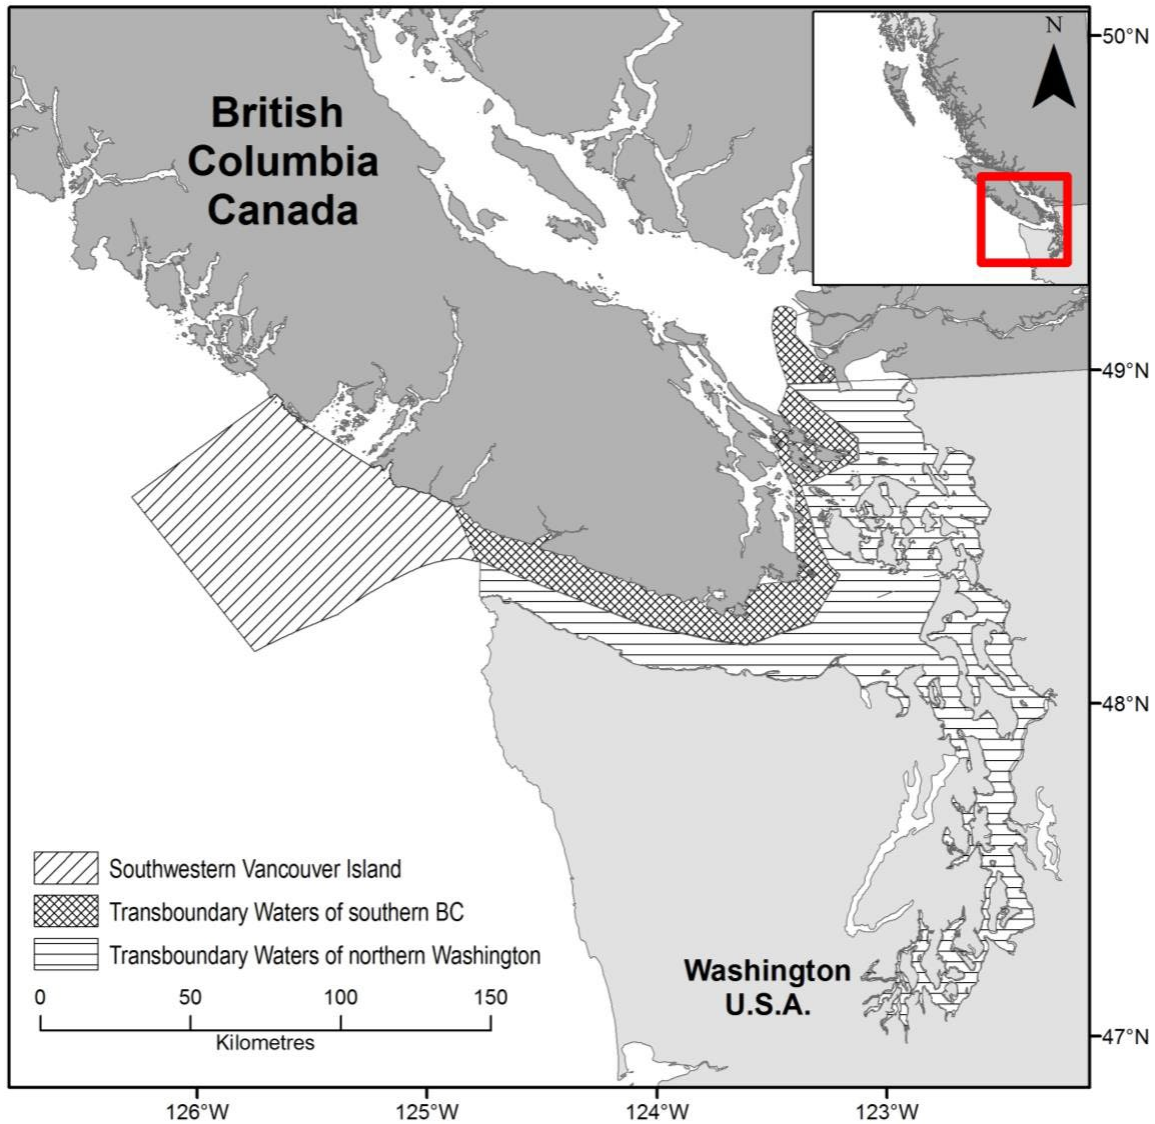 British
Columbia
Canada
N
50°N
49°N
48°N
47°N
Southwestern Vancouver Island
Transboundary Waters of southern BC
Transboundary Waters of northern Washington
0 50 100 150
Kilometres
Washington
U.S.A.
126°W 125°W 124°W 123°W